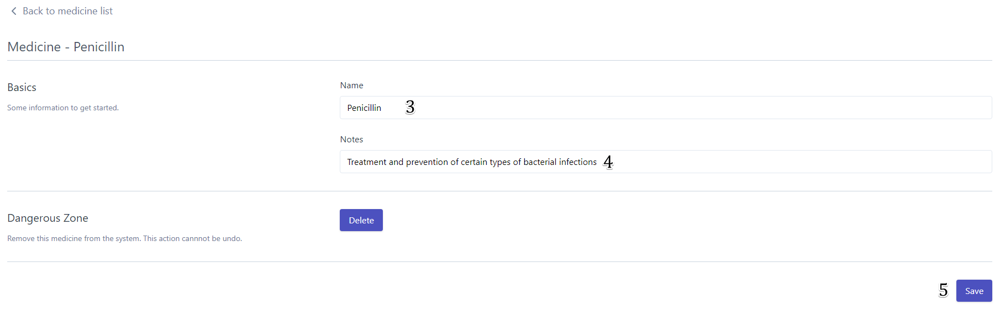 Back to medicine list
Medicine - Penicillin
Basics
Some information to get started.
Name
Penicillin 3
Notes
Treatment and prevention of certain types of bacterial infections 4
Dangerous Zone
Remove this medicine from the system. This action cannnot be undo.
Delete
5 Save